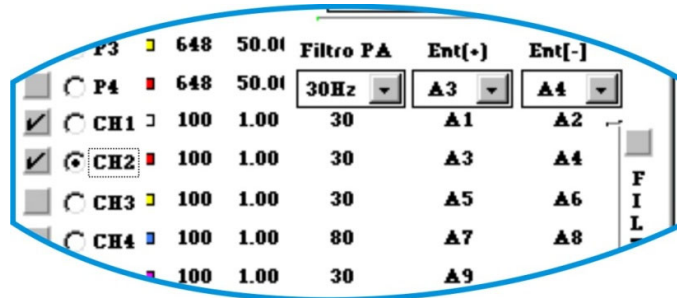 P3 648 50.0 Filtro PA Ent(+) Ent[-]
P4 648 50.0 30Hz A3 A4
CH1 100 1.00 30 A1 A2
CH2 100 1.00 30 A3 A4
CH3 100 1.00 30 A5 A6
CH4 100 1.00 80 A7 A8
100 1.00 30 A9
F
I
L